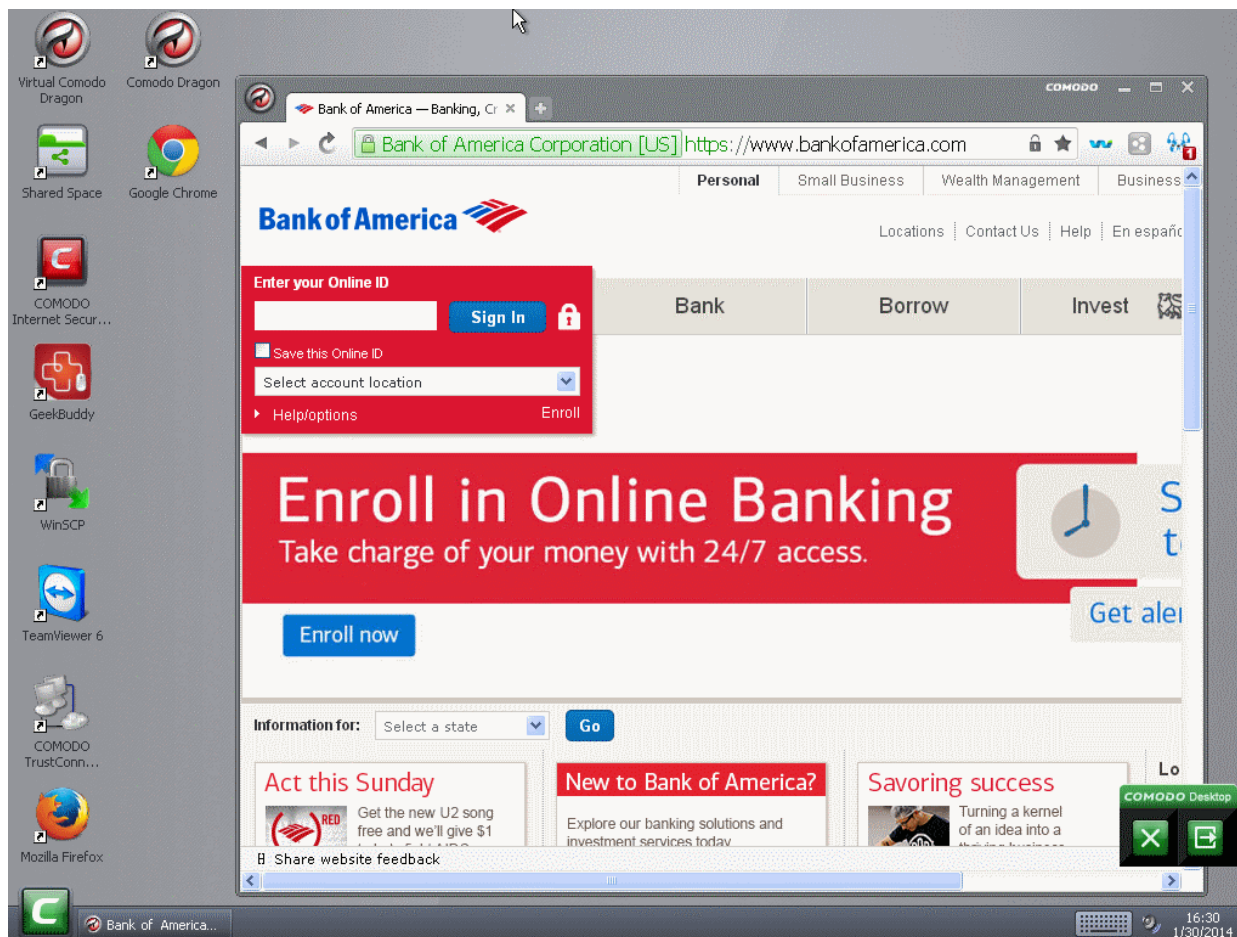 Virtual Comodo
Dragon
Comodo Dragon
Shared Space
Google Chrome
COMODO
Internet Secur...
GeekBuddy
WinSCP
TeamViewer 6
COMODO
TrustConn...
Mozilla Firefox
COMODO
Bank of America — Banking, Cr
Bank of America Corporation [US] https://www.bankofamerica.com
1
Personal Small Business Wealth Management Business
Bank of America
Locations Contact Us Help En españo
Enter your Online ID
Sign In
Bank Borrow Invest
Save this Online ID
Select account location
Help/options Enroll
Enroll in Online Banking
Take charge of your money with 24/7 access.
Enroll now
Get aler
Information for: Select a state Go
Act this Sunday
RED
Get the new U2 song
free and we'll give $1
New to Bank of America?
Explore our banking solutions and
investment services today
Savoring success
Turning a kernel
of an idea into a
thriving business
Lo
COMODO Desktop
Share website feedback
C
Bank of America...
16:30
1/30/2014